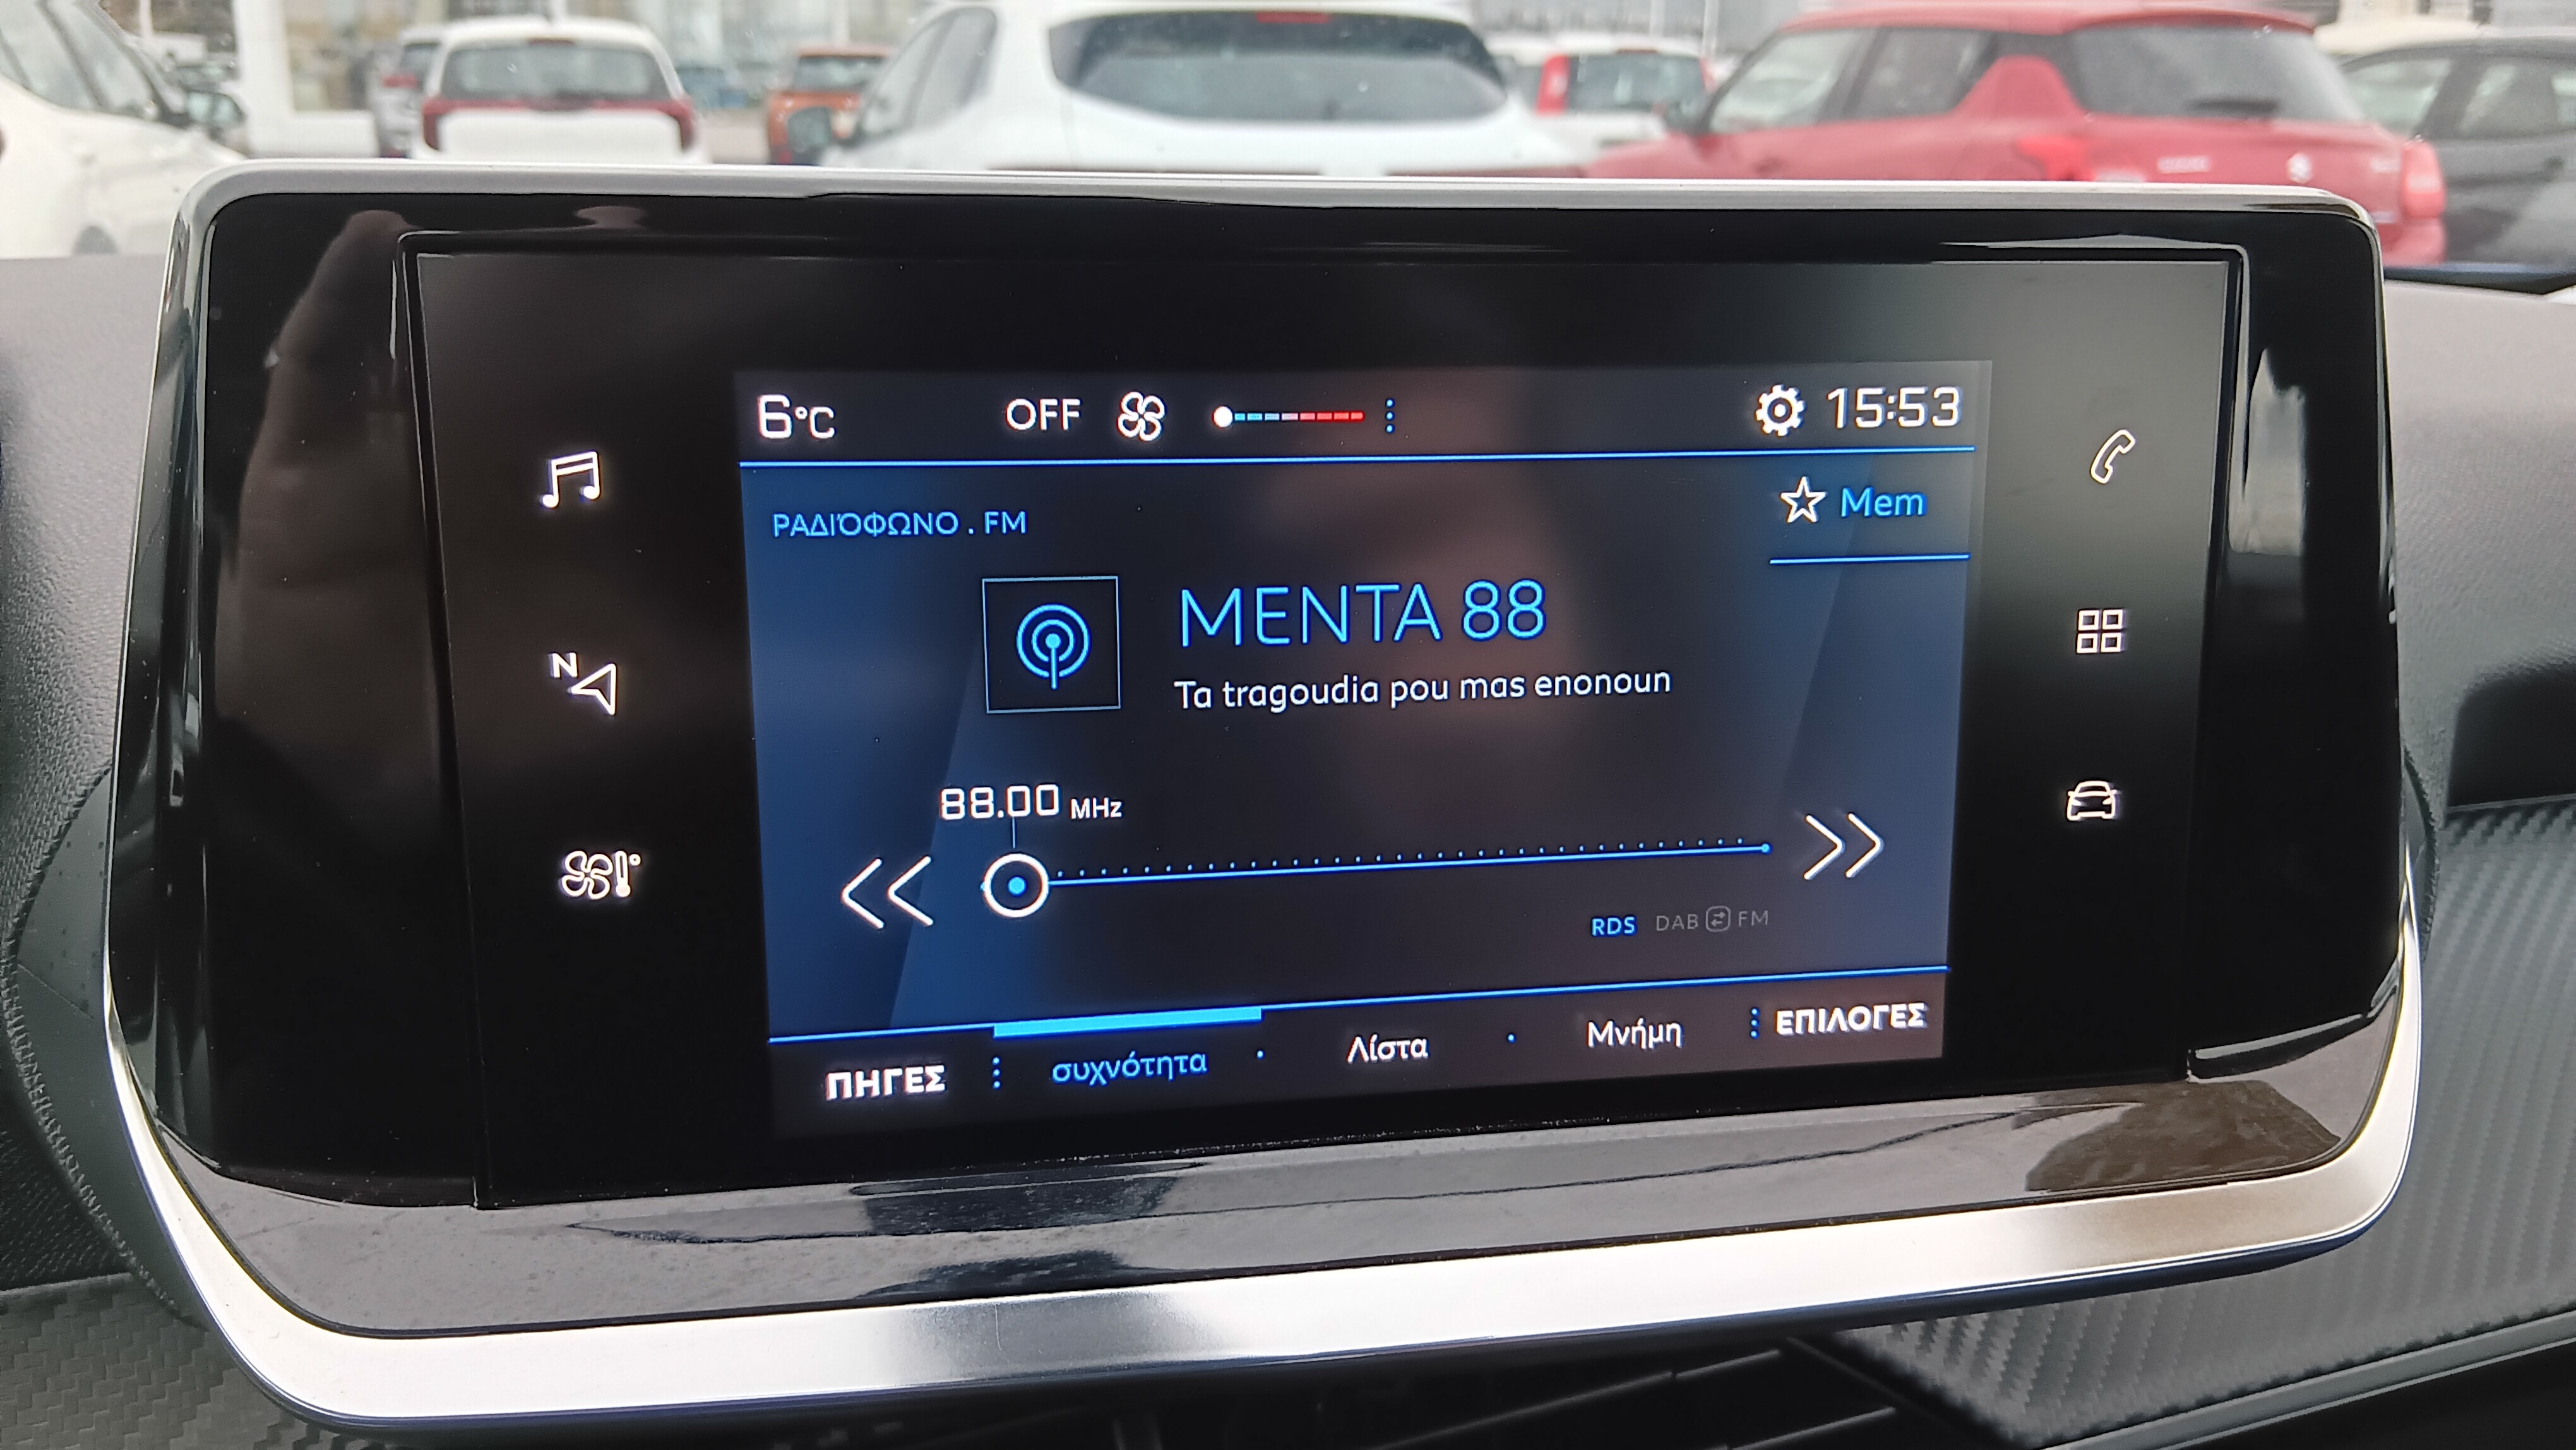 6°C OFF 15:53
ΡΑΔΙΌΦΩΝΟ . FM
Mem
MENTA 88
Ta tragoudia pou mas enonoun
88.00 MHz
N
RDS DAB FM
ΠΗΓΕΣ συχνότητα Λίστα Μνήμη ΕΠΙΛΟΓΕΣ